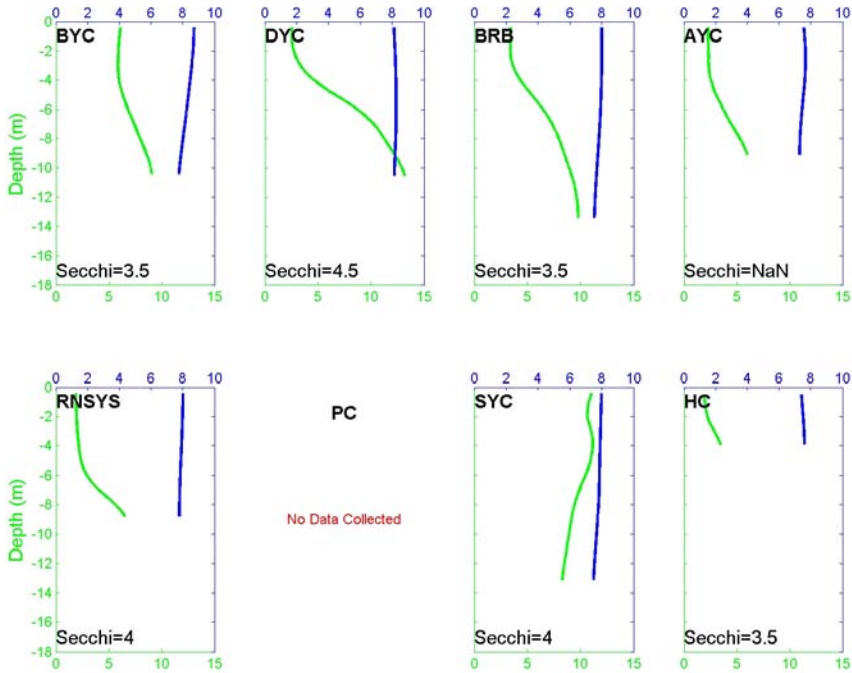 0 2 4 6 8 10 0 2 4 6 8 10 0 2 4 6 8 10 0 2 4 6 8 10
0
BYC DYC BRB AYC
-2
-4
-6
-8
-10
-12
-14
-16
-18
Depth (m)
Secchi=3.5 Secchi=4.5 Secchi=3.5 Secchi=NaN
0 5 10 15 0 5 10 15 0 5 10 15 0 5 10 15
0 2 4 6 8 10 0 2 4 6 8 10 0 2 4 6 8 10
0
RNSYS PC SYC HC
-2
-4
-6
-8
-10
-12
-14
-16
-18
Depth (m)
No Data Collected
Secchi=4 Secchi=4 Secchi=3.5
0 5 10 15 0 5 10 15 0 5 10 15